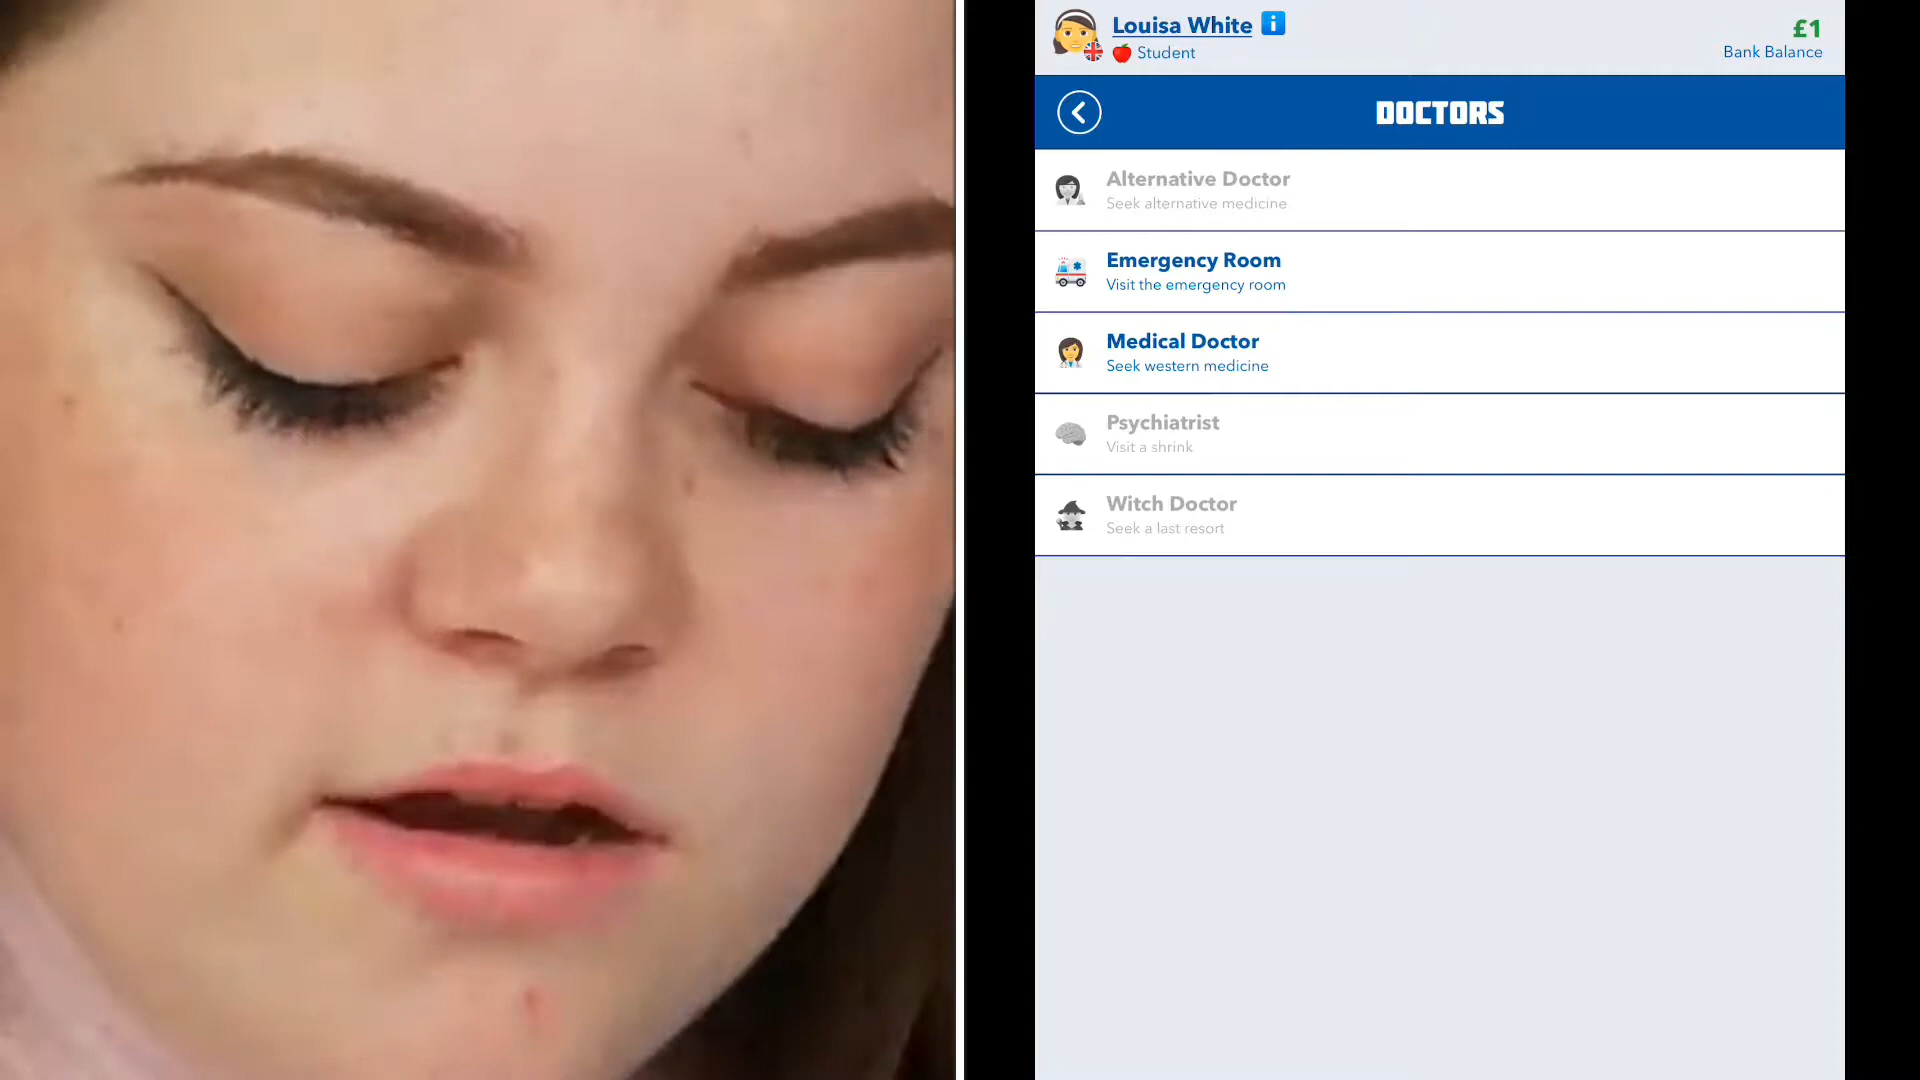 Louisa White
Student
£1
Bank Balance
DOCTORS
Alternative Doctor
Seek alternative medicine
Emergency Room
Visit the emergency room
Medical Doctor
Seek western medicine
Psychiatrist
Visit a shrink
Witch Doctor
Seek a last resort